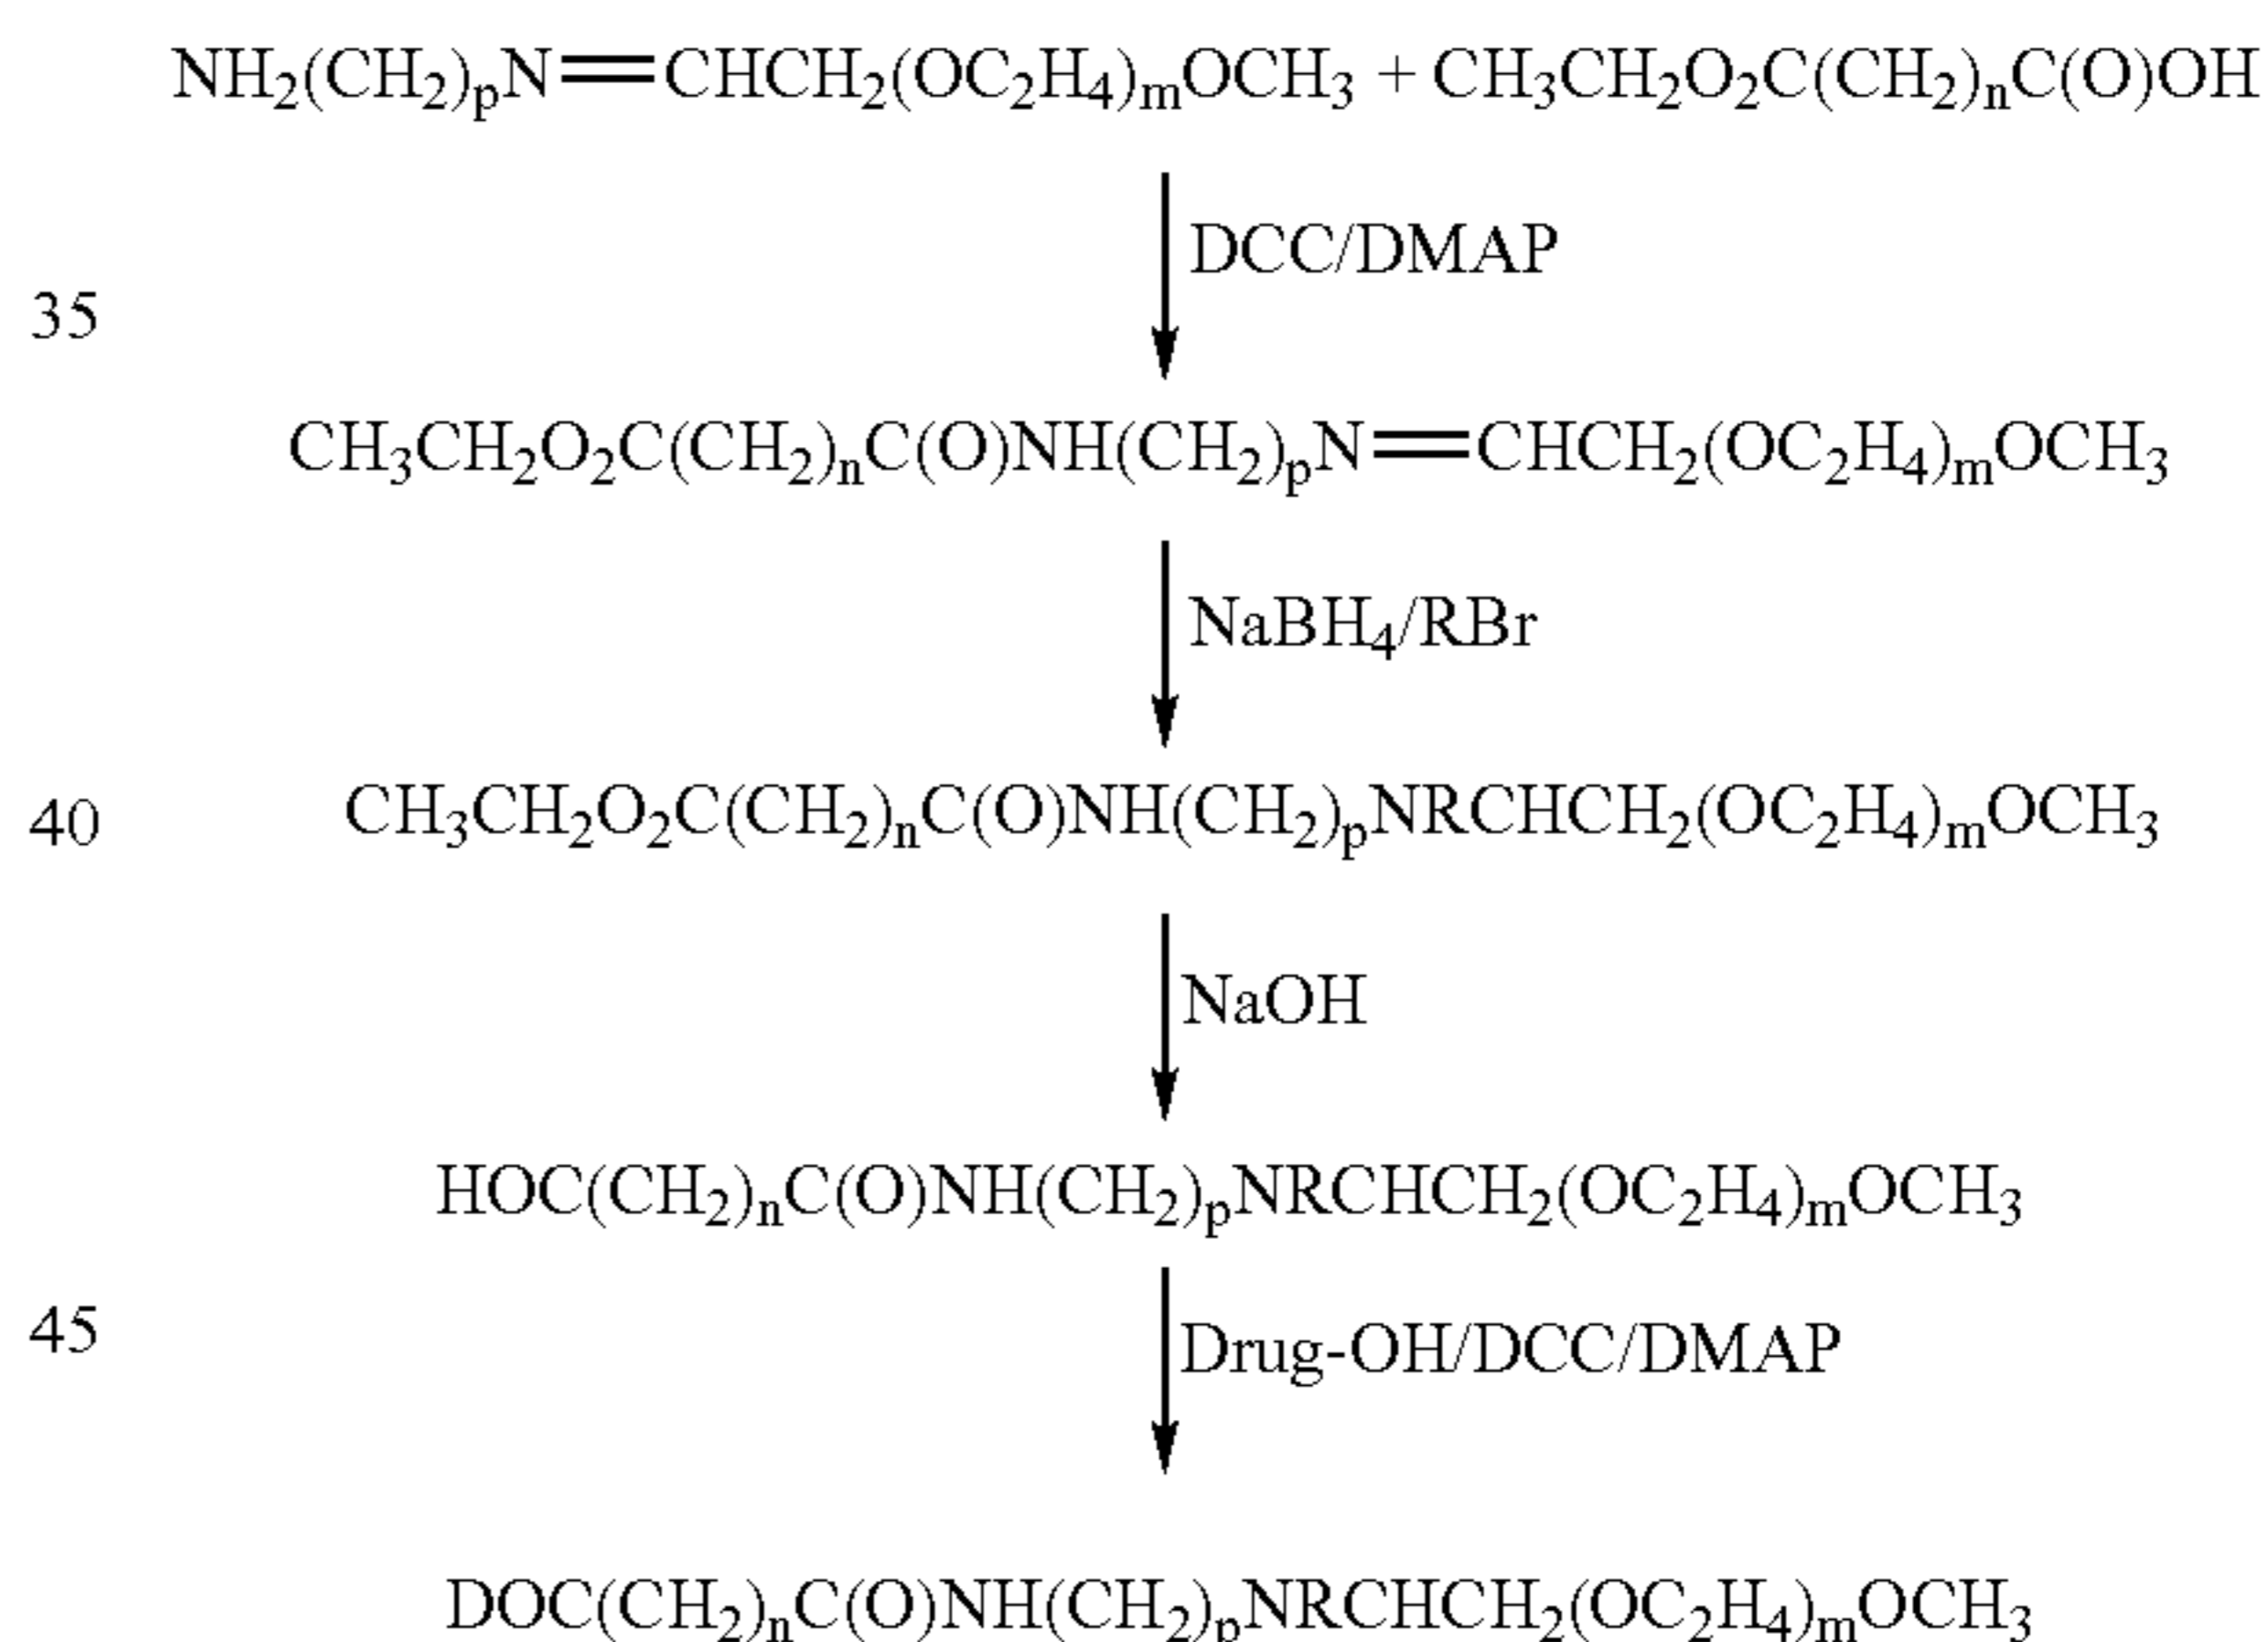 NH₂(CH₂)ₚN=CHCH₂(OC₂H₄)ₘOCH₃ + CH₃CH₂O₂C(CH₂)ₙC(O)OH
DCC/DMAP
35
CH₃CH₂O₂C(CH₂)ₙC(O)NH(CH₂)ₚN=CHCH₂(OC₂H₄)ₘOCH₃
NaBH₄/RBr
40 CH₃CH₂O₂C(CH₂)ₙC(O)NH(CH₂)ₚNRCHCH₂(OC₂H₄)ₘOCH₃
NaOH
HOC(CH₂)ₙC(O)NH(CH₂)ₚNRCHCH₂(OC₂H₄)ₘOCH₃
45 Drug-OH/DCC/DMAP
DOC(CH₂)ₙC(O)NH(CH₂)ₚNRCHCH₂(OC₂H₄)ₘOCH₃